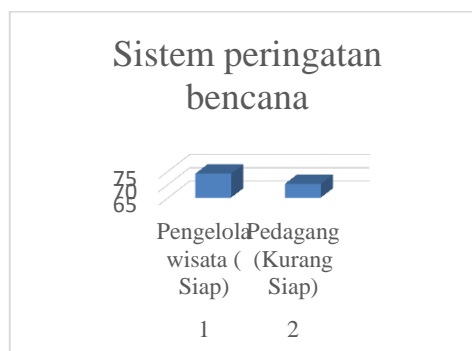 Sistem peringatan
bencana
75
70
65
Pengelola Pedagang
wisata ( (Kurang
Siap) Siap)
1 2